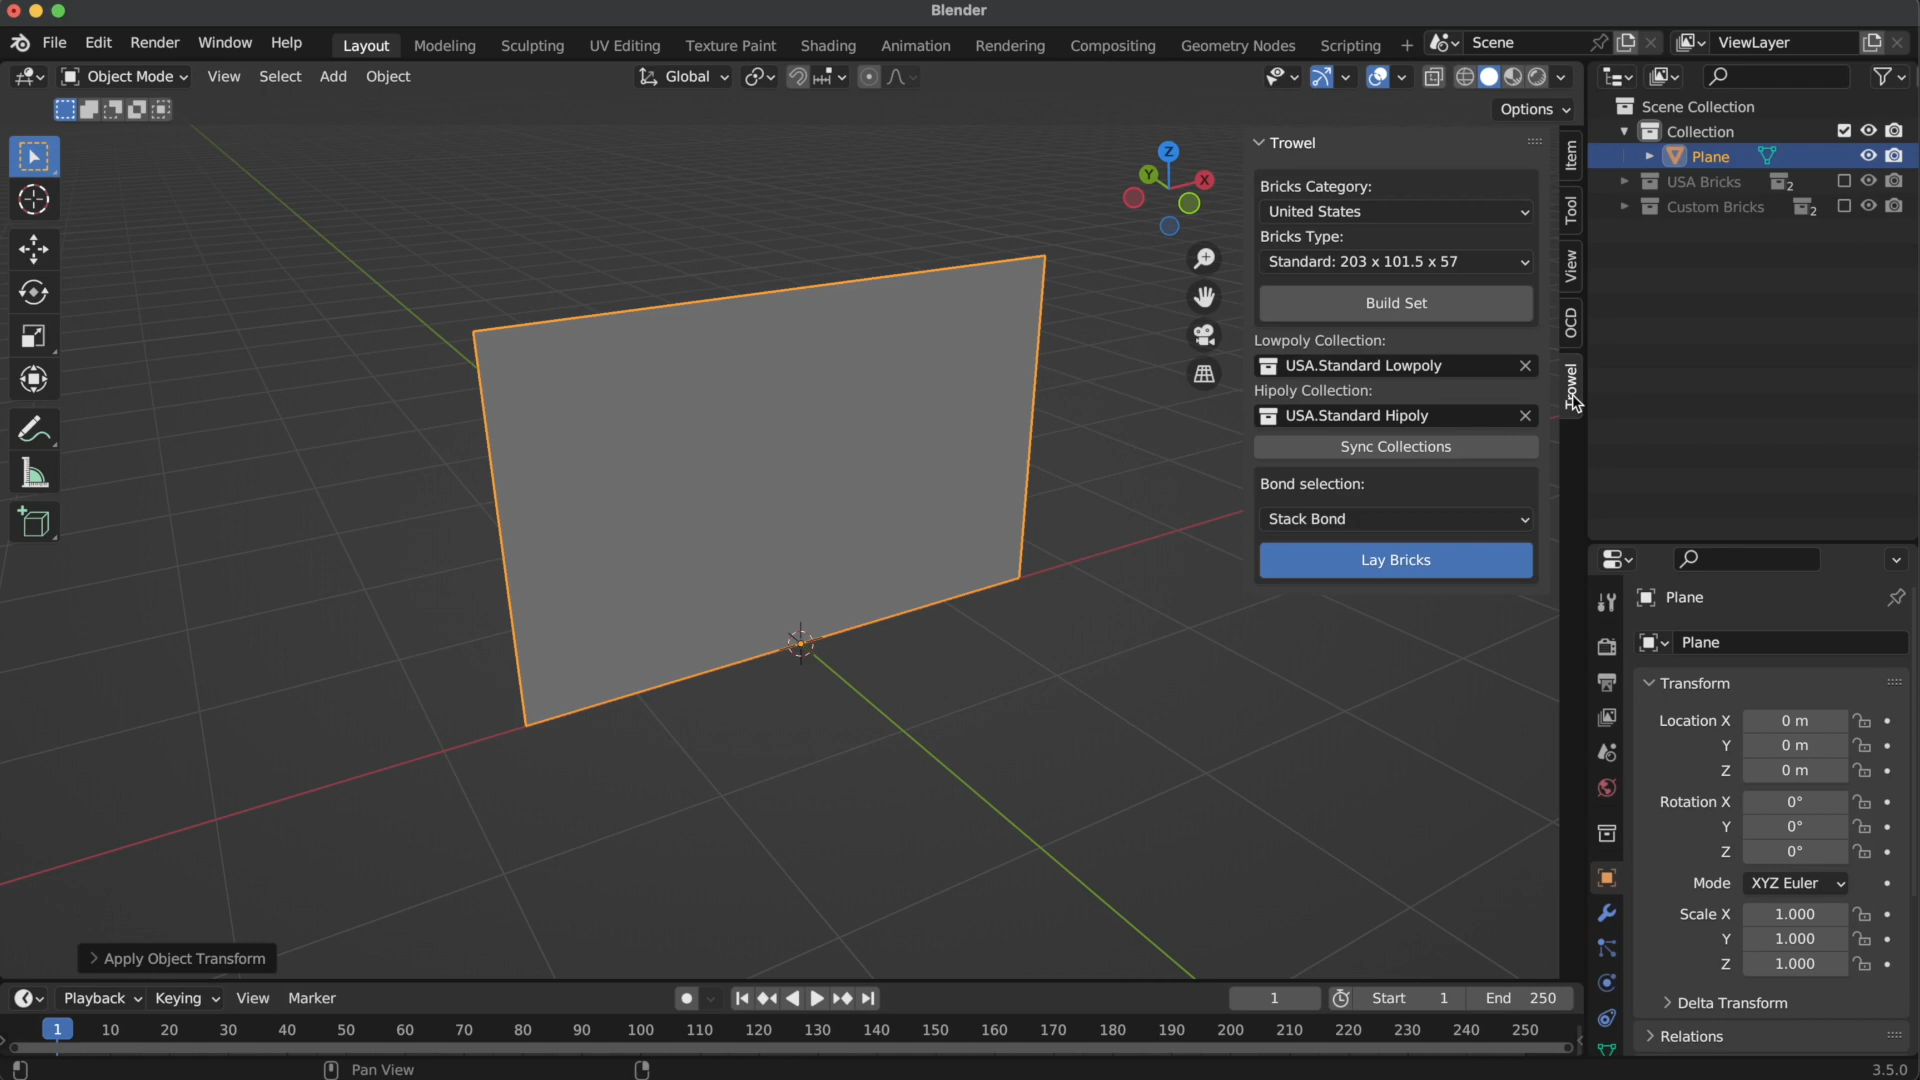 Blender
File Edit Render Window Help Layout Modeling Sculpting UV Editing Texture Paint Shading Animation Rendering Compositing Geometry Nodes Scripting + Scene ViewLayer
Object Mode View Select Add Object Global
Options
Z
Y
X
Trowel
Bricks Category:
United States
Bricks Type:
Standard: 203 x 101.5 x 57
Build Set
Lowpoly Collection:
USA.Standard Lowpoly
Hipoly Collection:
USA.Standard Hipoly
Sync Collections
Bond selection:
Stack Bond
Lay Bricks
Item
Tool
View
OCD
Trowel
Scene Collection
Collection
Plane
USA Bricks 2
Custom Bricks 2
Plane
Plane
Transform
Location X 0 m
Y 0 m
Z 0 m
Rotation X 0°
Y 0°
Z 0°
Mode XYZ Euler
Scale X 1.000
Y 1.000
Z 1.000
Delta Transform
Relations
Apply Object Transform
Playback Keying View Marker 1 Start 1 End 250
1 10 20 30 40 50 60 70 80 90 100 110 120 130 140 150 160 170 180 190 200 210 220 230 240 250
Pan View
3.5.0